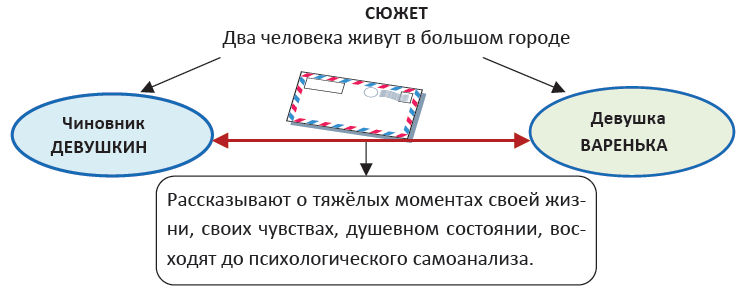 СЮЖЕТ
Два человека живут в большом городе
Чиновник
ДЕВУШКИН
Девушка
ВАРЕНЬКА
Рассказывают о тяжёлых моментах своей жиз-
ни, своих чувствах, душевном состоянии, вос-
ходят до психологического самоанализа.